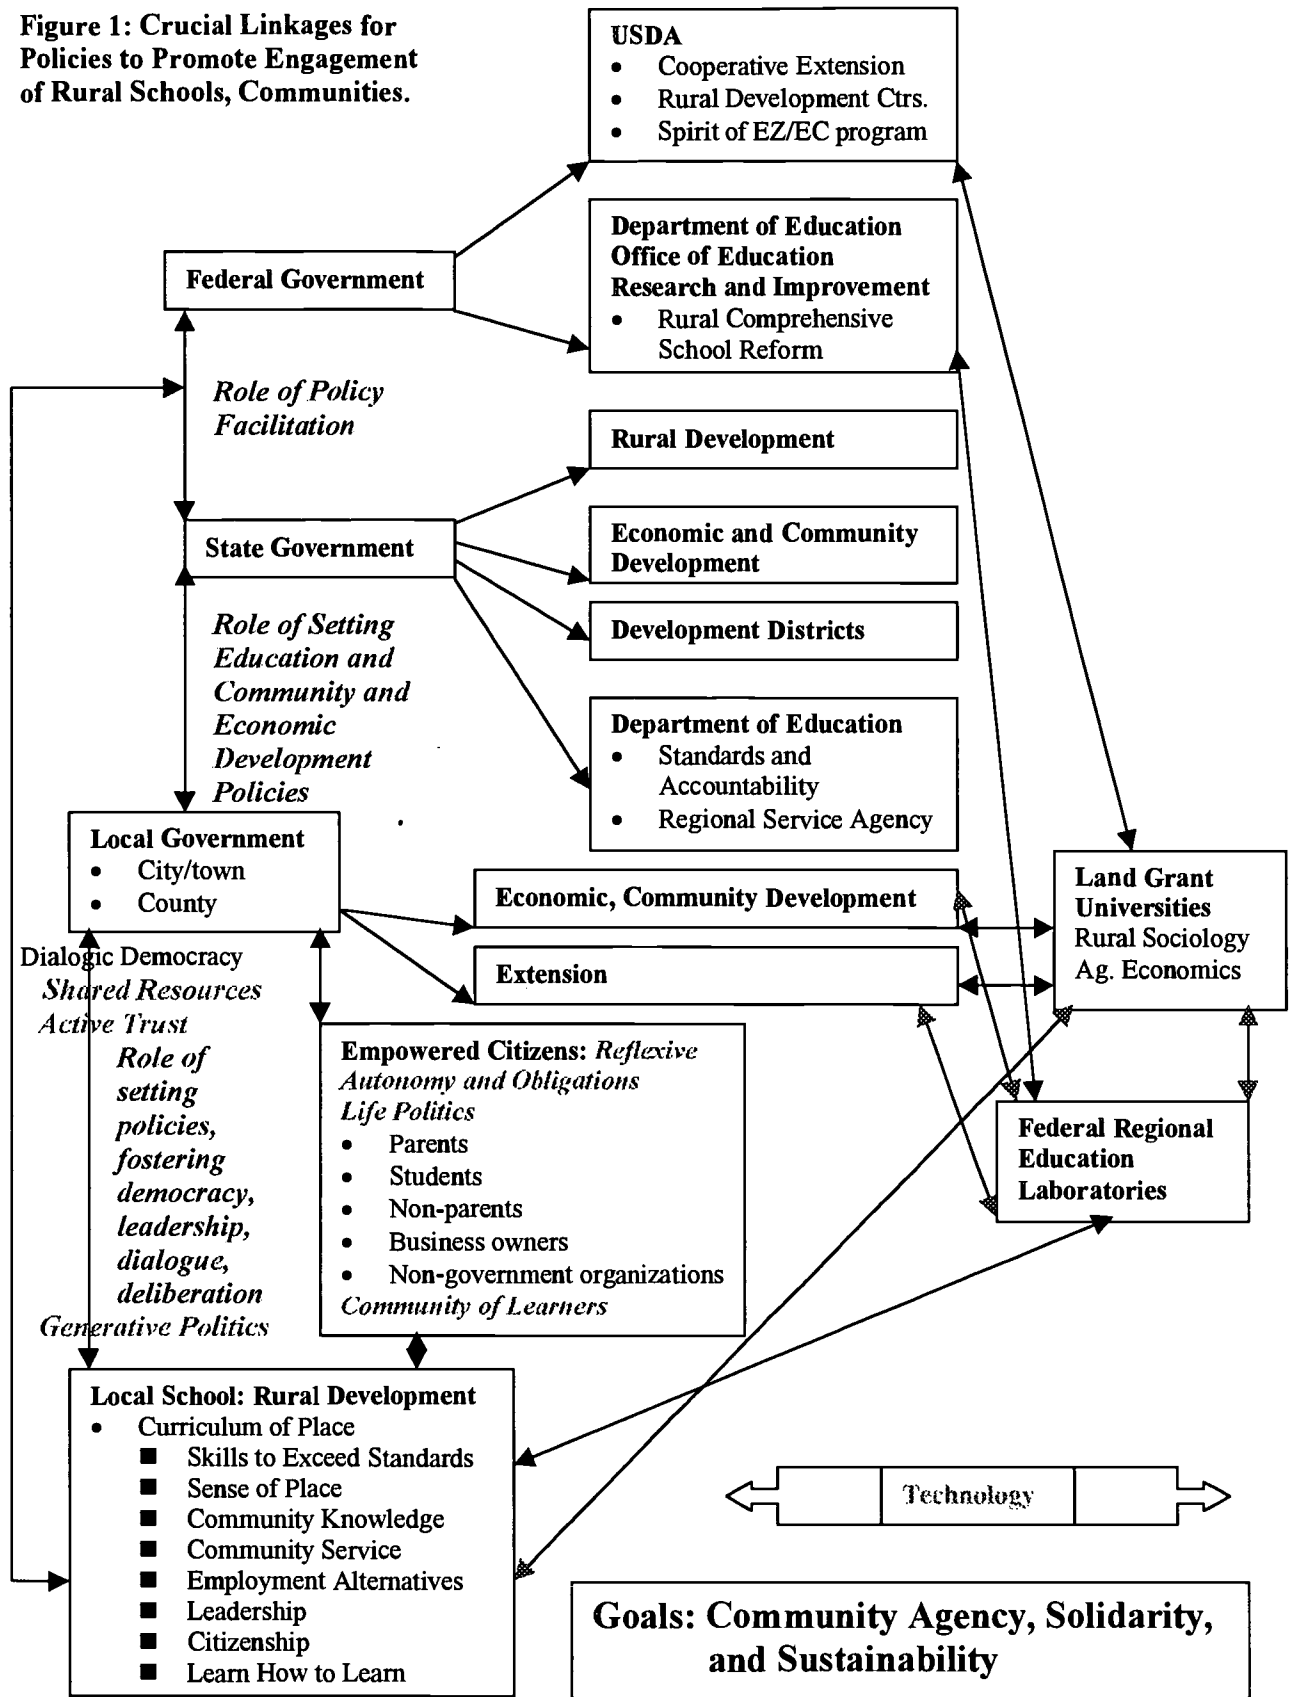 Figure 1: Crucial Linkages for
Policies to Promote Engagement
of Rural Schools, Communities.
USDA
• Cooperative Extension
• Rural Development Ctrs.
• Spirit of EZ/EC program
Department of Education
Office of Education
Research and Improvement
• Rural Comprehensive
School Reform
Federal Government
Role of Policy
Facilitation
Rural Development
State Government
Economic and Community
Development
Development Districts
Role of Setting
Education and
Community and
Economic
Development
Policies
Department of Education
• Standards and
Accountability
• Regional Service Agency
Local Government
• City/town
• County
Economic, Community Development
Extension
Land Grant
Universities
Rural Sociology
Ag. Economics
Dialogic Democracy
Shared Resources
Active Trust
Role of
setting
policies,
fostering
democracy,
leadership,
dialogue,
deliberation
Generative Politics
Empowered Citizens: Reflexive
Autonomy and Obligations
Life Politics
• Parents
• Students
• Non-parents
• Business owners
• Non-government organizations
Community of Learners
Federal Regional
Education
Laboratories
Local School: Rural Development
• Curriculum of Place
■ Skills to Exceed Standards
■ Sense of Place
■ Community Knowledge
■ Community Service
■ Employment Alternatives
■ Leadership
■ Citizenship
■ Learn How to Learn
Technology
Goals: Community Agency, Solidarity,
and Sustainability